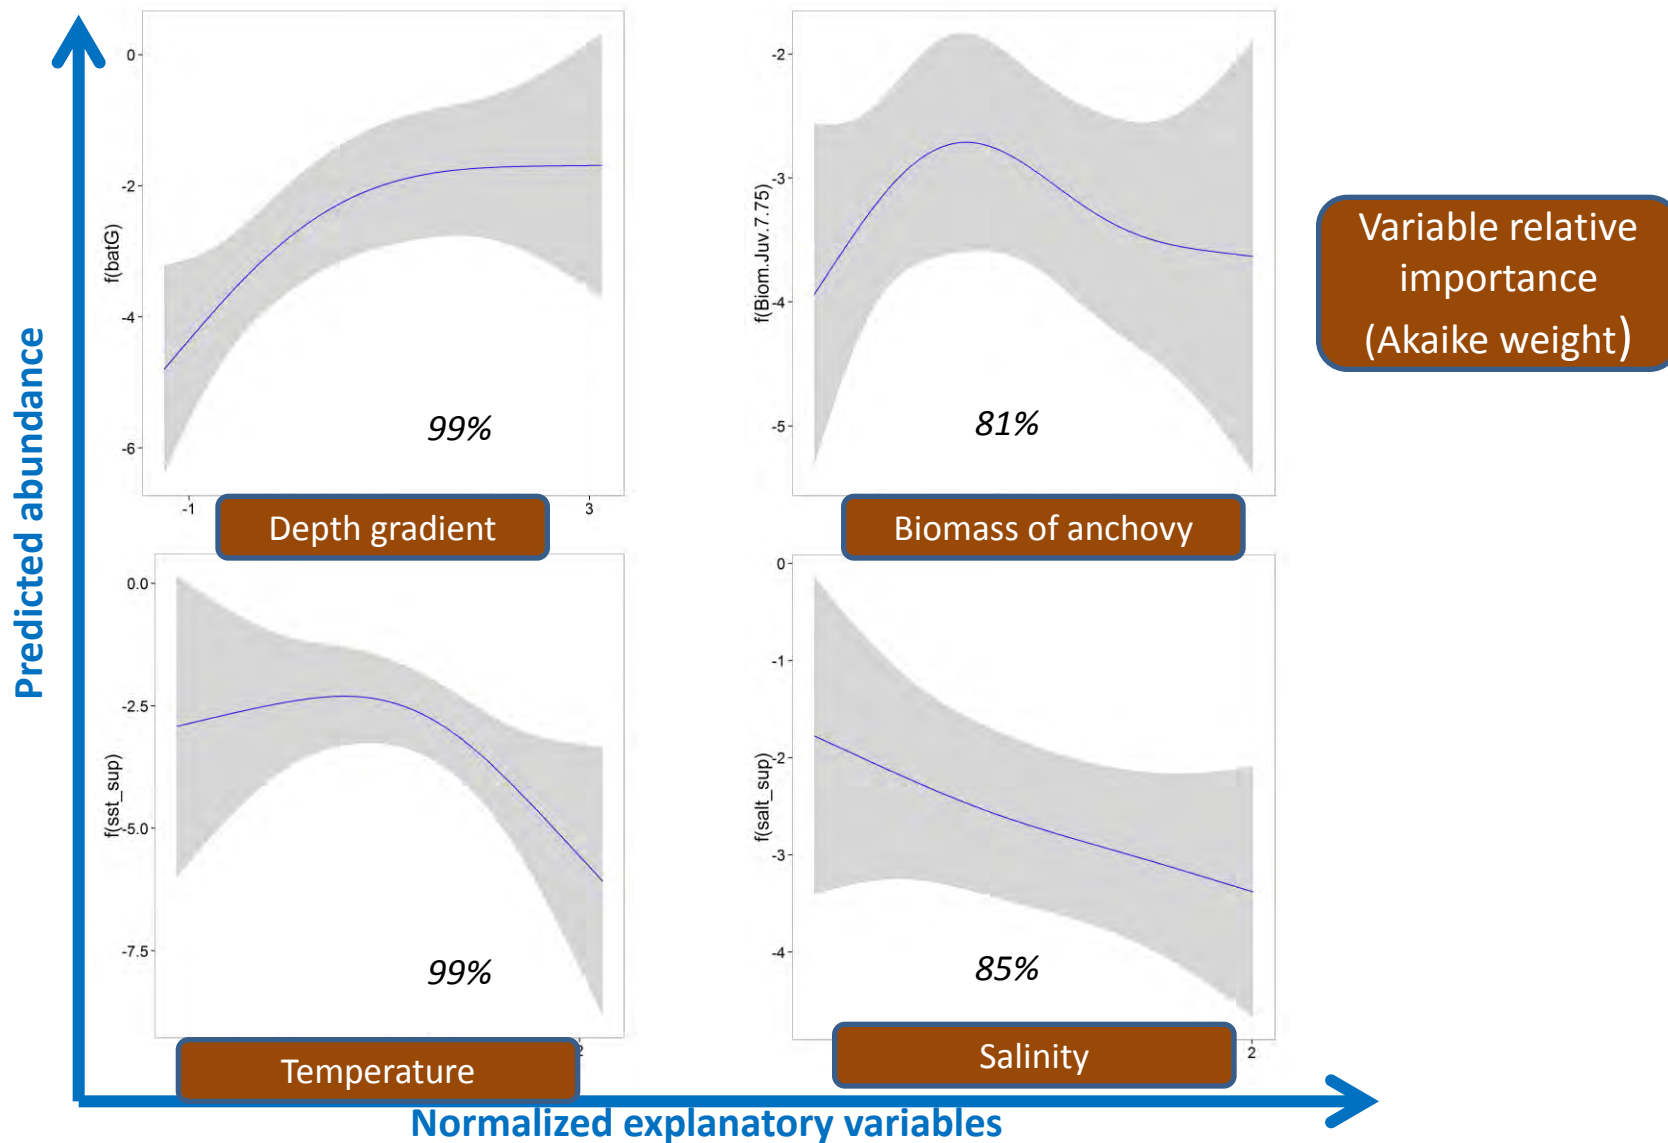 Predicted abundance
f(batG)
0
-2
-4
-6
99%
-1
3
Depth gradient
f(Biom.Juv.7.75)
-2
-3
-4
-5
81%
Biomass of anchovy
Variable relative
importance
(Akaike weight)
f(sst_sup)
0.0
-2.5
-5.0
-7.5
99%
2
Temperature
f(salt_sup)
0
-1
-2
-3
-4
85%
2
Salinity
Normalized explanatory variables